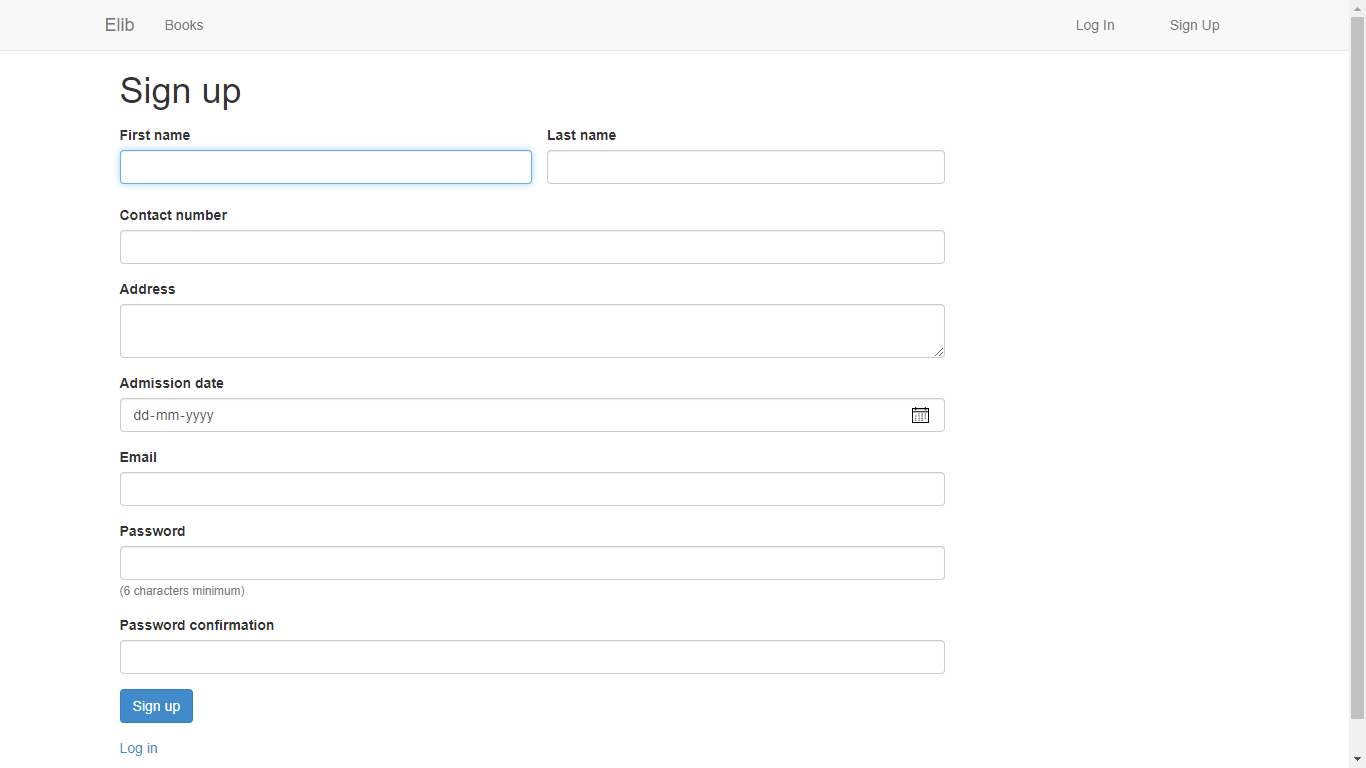 Elib Books Log In Sign Up
Sign up
First name Last name
Contact number
Address
Admission date
dd-mm-yyyy
Email
Password
(6 characters minimum)
Password confirmation
Sign up
Log in